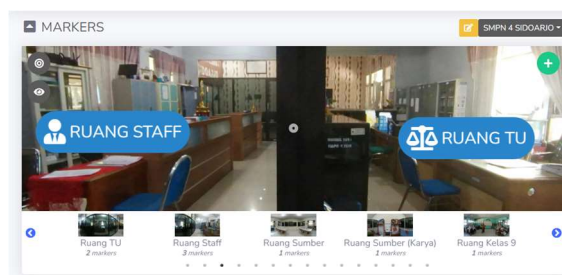 MARKERS
SMPN 4 SIDOARJO
RUANG STAFF
RUANG TU
Ruang TU
2 markers
Ruang Staff
3 markers
Ruang Sumber
1 markers
Ruang Sumber (Karya)
1 markers
Ruang Kelas 9
1 markers